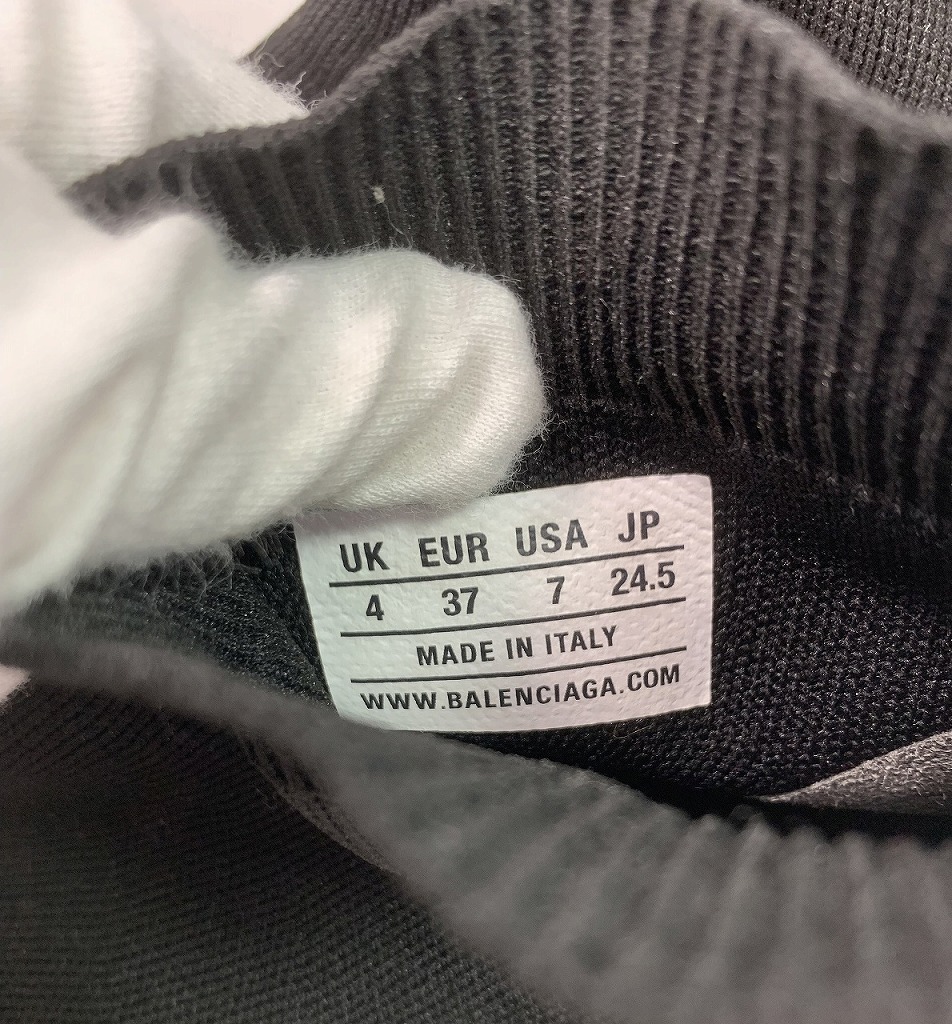 UK EUR USA JP
4 37 7 24.5
MADE IN ITALY
WWW.BALENCIAGA.COM